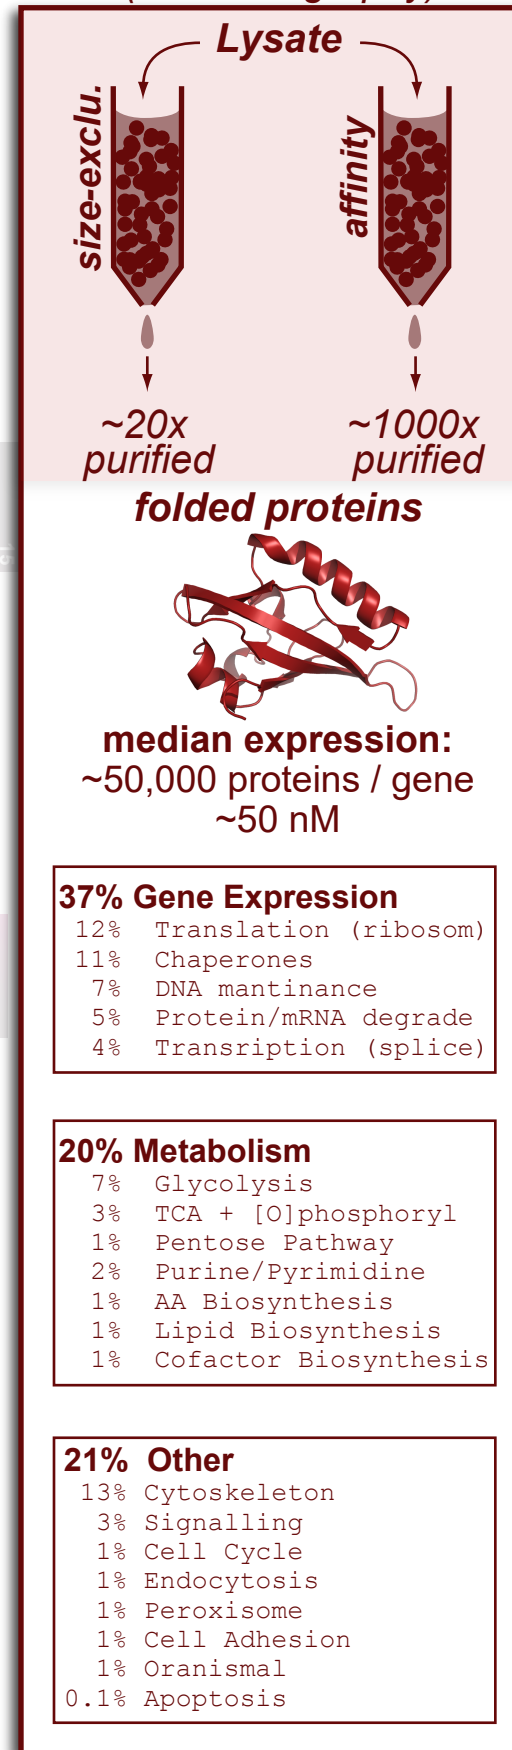 Lysate
size-exclu.
affinity
~20x
purified
~1000x
purified
folded proteins
median expression:
~50,000 proteins / gene
~50 nM
37% Gene Expression
12% Translation (ribosom)
11% Chaperones
7% DNA mantinance
5% Protein/mRNA degrade
4% Transription (splice)
20% Metabolism
7% Glycolysis
3% TCA + [O]phosphoryl
1% Pentose Pathway
2% Purine/Pyrimidine
1% AA Biosynthesis
1% Lipid Biosynthesis
1% Cofactor Biosynthesis
21% Other
13% Cytoskeleton
3% Signalling
1% Cell Cycle
1% Endocytosis
1% Peroxisome
1% Cell Adhesion
1% Oranismal
0.1% Apoptosis